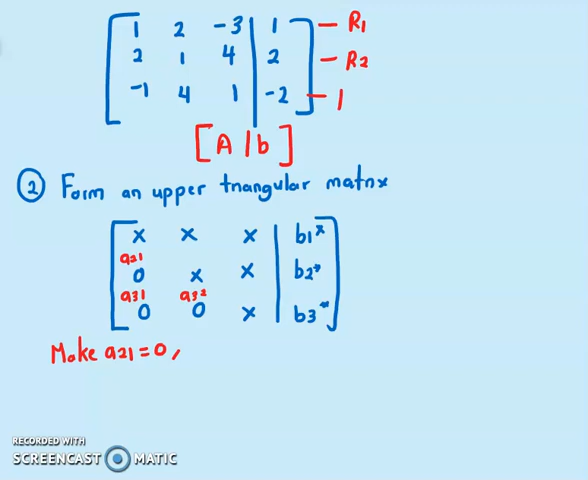 1 2 -3 | 1 — R1
2 1 4 | 2 — R2
-1 4 1 | -2 — 1
[A | b]
② Form an upper triangular matrix
x x x | b1*
a21
0 x x | b2*
a31 a32
0 0 x | b3*
Make a21 = 0,
RECORDED WITH
SCREENCAST MATIC